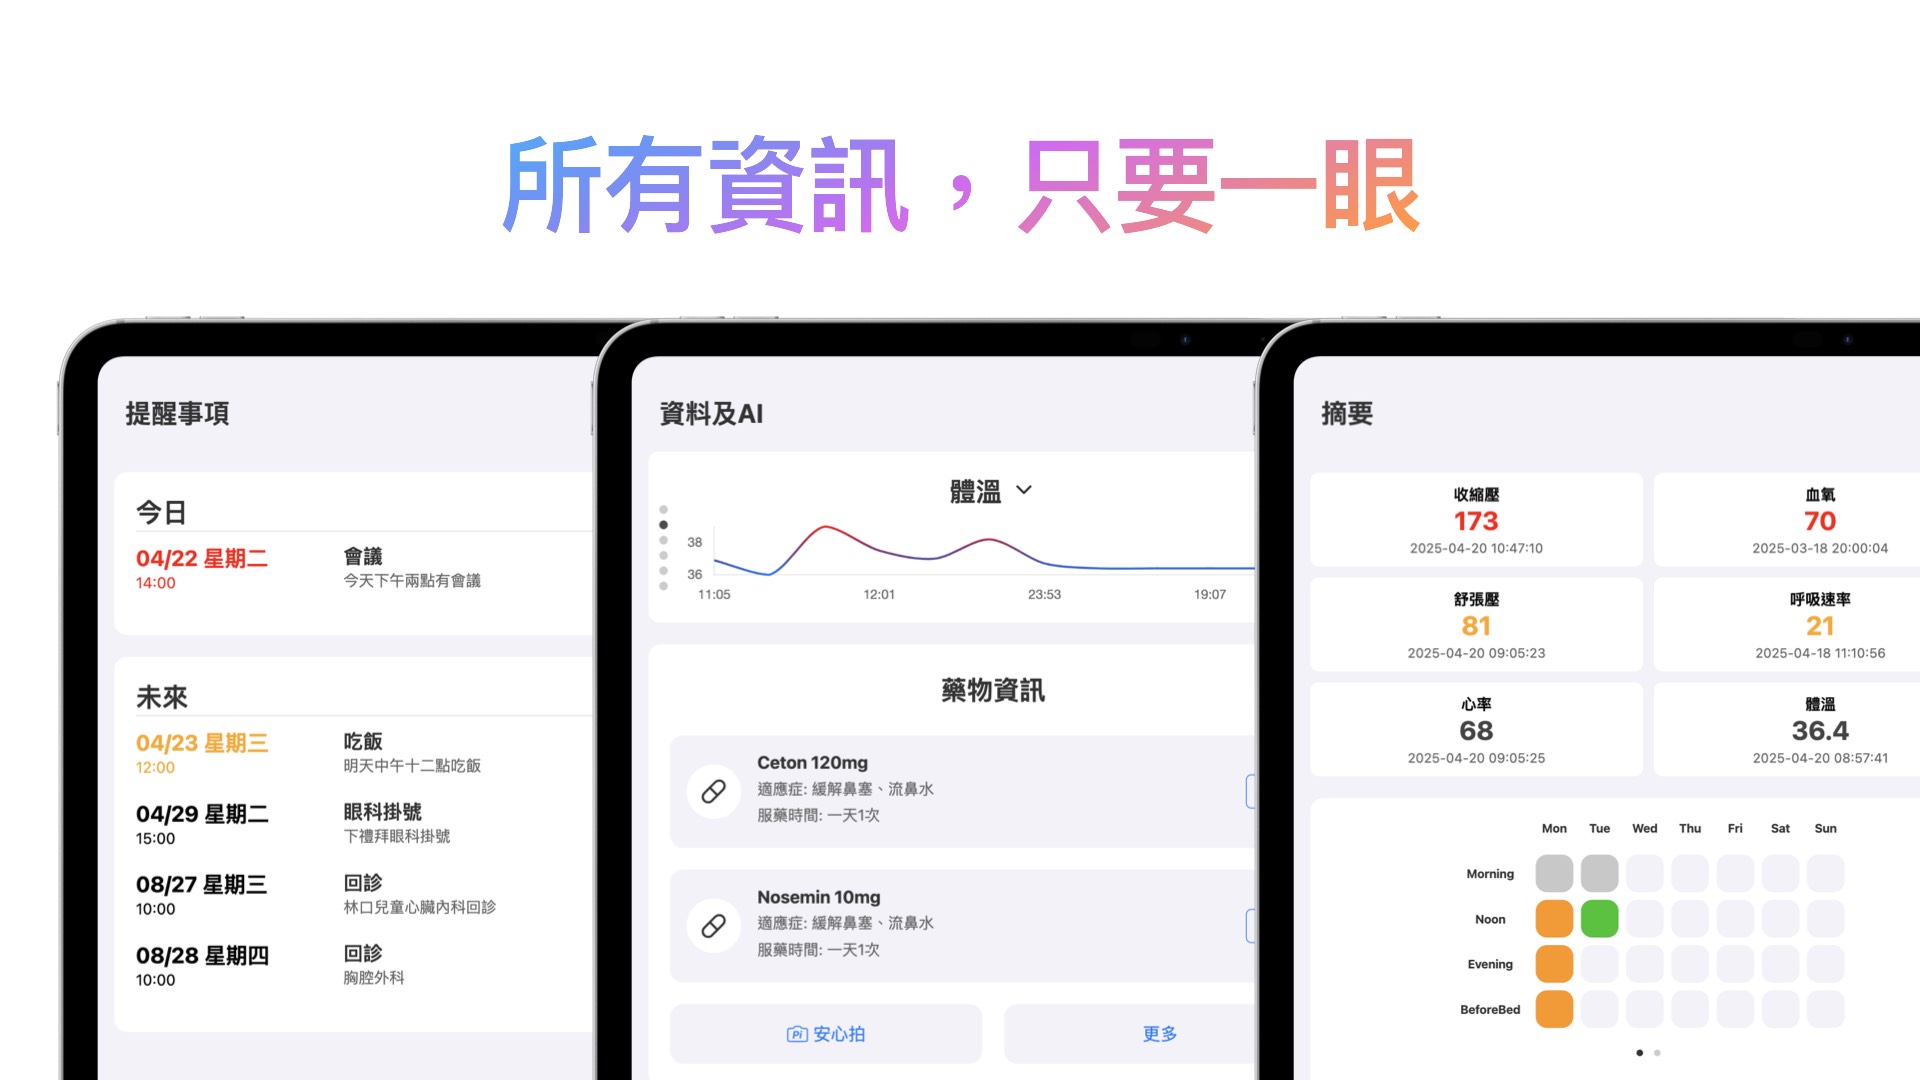 所有資訊，只要一眼
提醒事項
今日
04/22 星期二
14:00
會議
今天下午兩點有會議
未來
04/23 星期三
12:00
吃飯
明天中午十二點吃飯
04/29 星期二
15:00
眼科掛號
下禮拜眼科掛號
08/27 星期三
10:00
回診
林口兒童心臟內科回診
08/28 星期四
10:00
回診
胸腔外科
資料及AI
體溫
38
36
11:05
12:01
23:53
19:07
藥物資訊
Ceton 120mg
適應症: 緩解鼻塞、流鼻水
服藥時間: 一天1次
Nosemin 10mg
適應症: 緩解鼻塞、流鼻水
服藥時間: 一天1次
Pi 安心拍
更多
摘要
收縮壓
173
2025-04-20 10:47:10
血氧
70
2025-03-18 20:00:04
舒張壓
81
2025-04-20 09:05:23
呼吸速率
21
2025-04-18 11:10:56
心率
68
2025-04-20 09:05:25
體溫
36.4
2025-04-20 08:57:41
Mon Tue Wed Thu Fri Sat Sun
Morning
Noon
Evening
BeforeBed